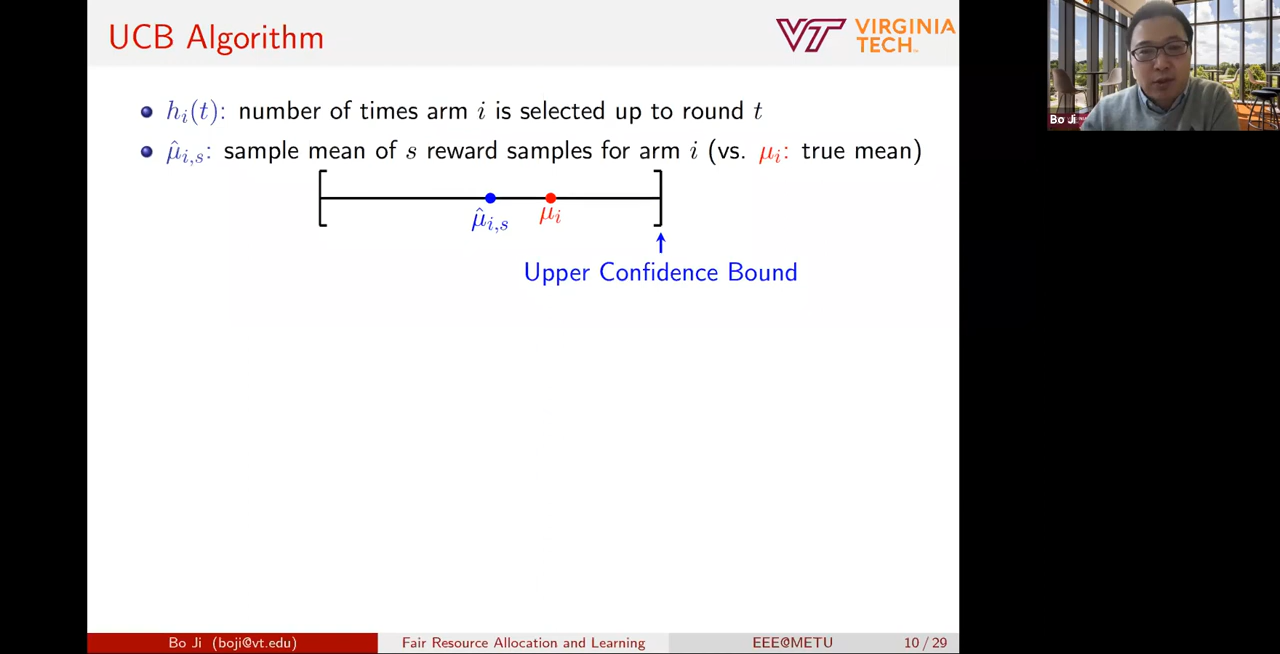 UCB Algorithm
VT VIRGINIA TECH
Bo Ji
h_i(t): number of times arm i is selected up to round t
μ̂_{i,s}: sample mean of s reward samples for arm i (vs. μ_i: true mean)
μ̂_{i,s} μ_i
Upper Confidence Bound
Bo Ji (boji@vt.edu) Fair Resource Allocation and Learning EEE@METU 10 / 29